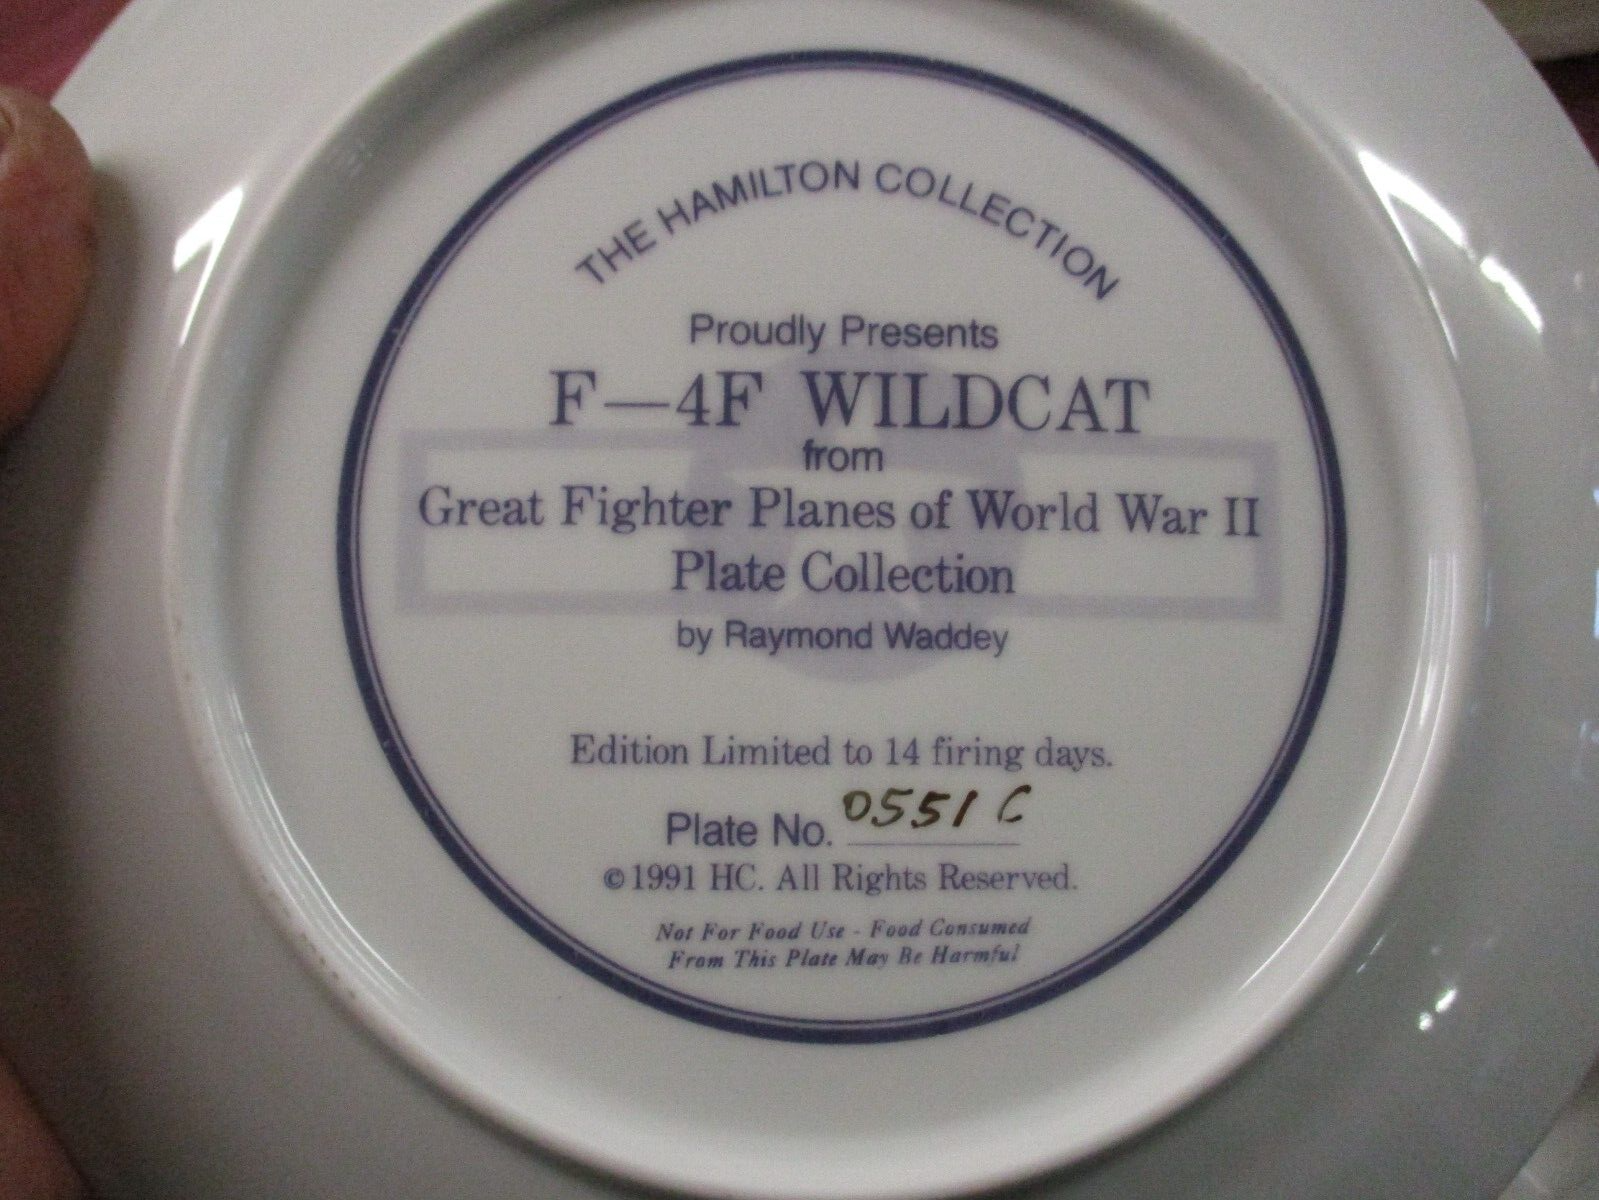 THE HAMILTON COLLECTION
Proudly Presents
F—4F WILDCAT
from
Great Fighter Planes of World War II
Plate Collection
by Raymond Waddey
Edition Limited to 14 firing days.
Plate No. 0551 C
©1991 HC. All Rights Reserved.
Not For Food Use - Food Consumed
From This Plate May Be Harmful